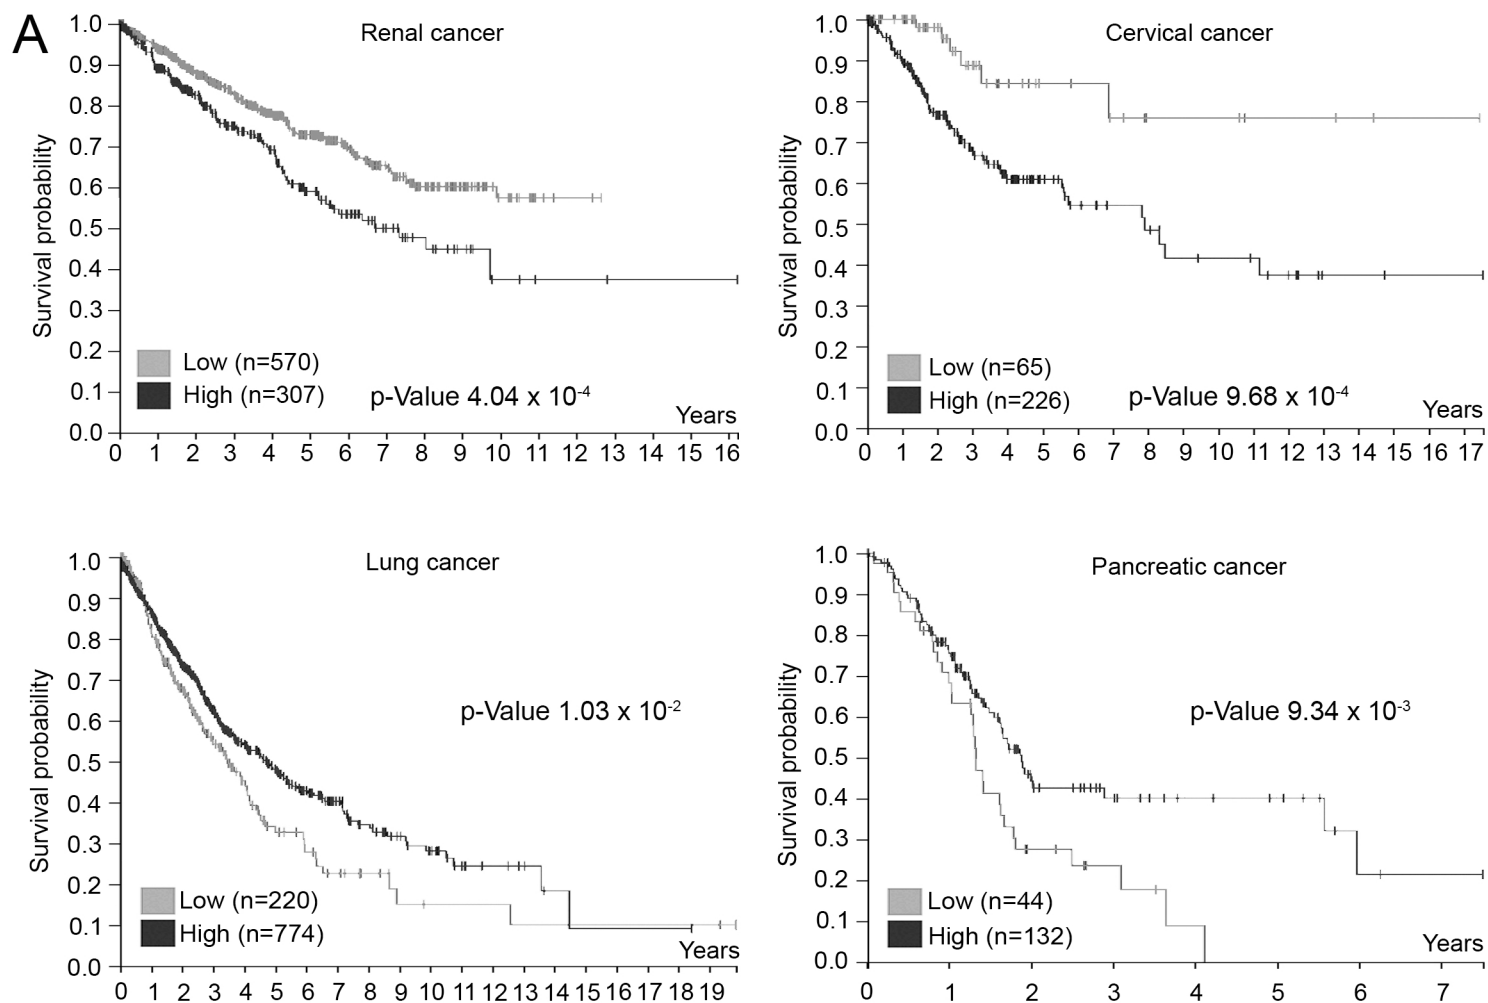 A
Renal cancer
Survival probability
1.0
0.9
0.8
0.7
0.6
0.5
0.4
0.3
0.2
0.1
0.0
Low (n=570)
High (n=307)
p-Value 4.04 x 10-4
Years
0 1 2 3 4 5 6 7 8 9 10 11 12 13 14 15 16
Cervical cancer
Survival probability
1.0
0.9
0.8
0.7
0.6
0.5
0.4
0.3
0.2
0.1
0.0
Low (n=65)
High (n=226)
p-Value 9.68 x 10-4
Years
0 1 2 3 4 5 6 7 8 9 10 11 12 13 14 15 16 17
Lung cancer
Survival probability
1.0
0.9
0.8
0.7
0.6
0.5
0.4
0.3
0.2
0.1
0.0
p-Value 1.03 x 10-2
Low (n=220)
High (n=774)
Years
0 1 2 3 4 5 6 7 8 9 10 11 12 13 14 15 16 17 18 19
Pancreatic cancer
Survival probability
1.0
0.9
0.8
0.7
0.6
0.5
0.4
0.3
0.2
0.1
0.0
p-Value 9.34 x 10-3
Low (n=44)
High (n=132)
Years
0 1 2 3 4 5 6 7